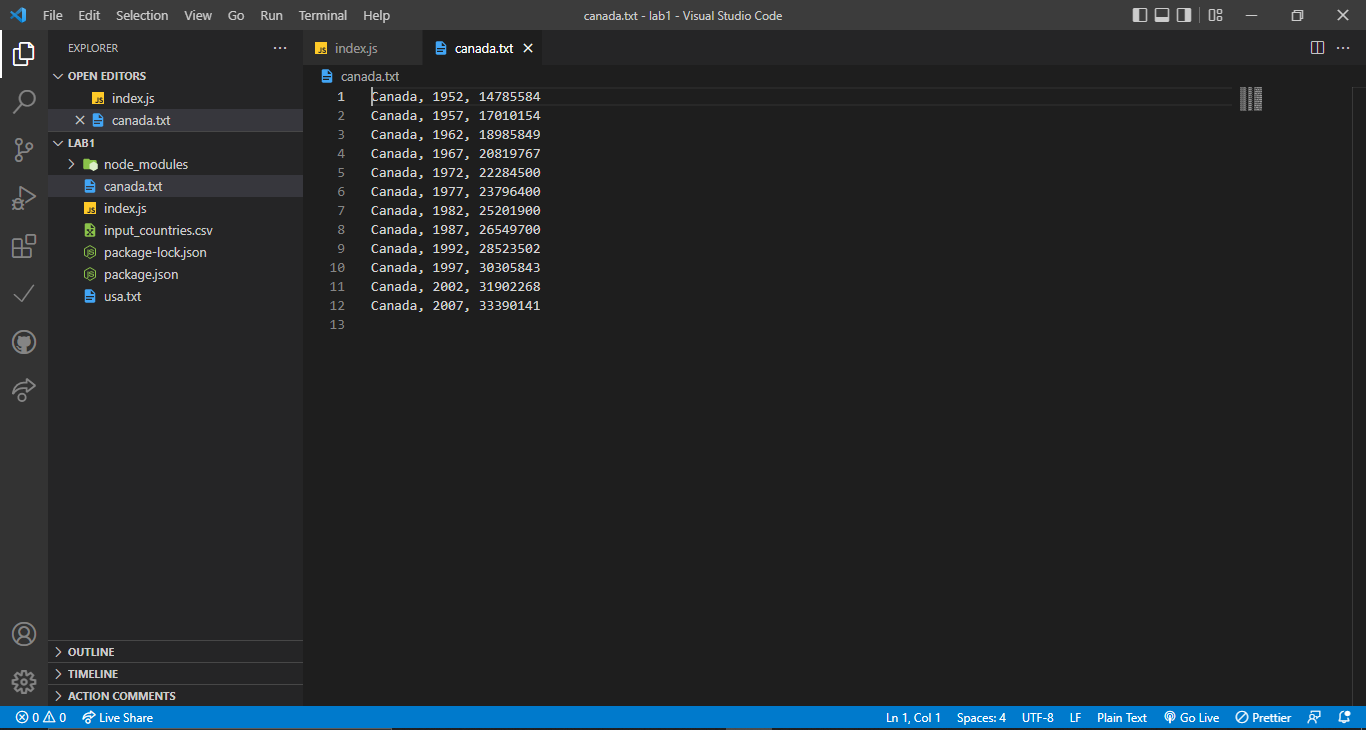 File Edit Selection View Go Run Terminal Help canada.txt - lab1 - Visual Studio Code
EXPLORER
OPEN EDITORS
JS index.js
canada.txt
LAB1
node_modules
canada.txt
JS index.js
input_countries.csv
package-lock.json
package.json
usa.txt
OUTLINE
TIMELINE
ACTION COMMENTS
JS index.js canada.txt
canada.txt
1 Canada, 1952, 14785584
2 Canada, 1957, 17010154
3 Canada, 1962, 18985849
4 Canada, 1967, 20819767
5 Canada, 1972, 22284500
6 Canada, 1977, 23796400
7 Canada, 1982, 25201900
8 Canada, 1987, 26549700
9 Canada, 1992, 28523502
10 Canada, 1997, 30305843
11 Canada, 2002, 31902268
12 Canada, 2007, 33390141
13
0 0 Live Share Ln 1, Col 1 Spaces: 4 UTF-8 LF Plain Text Go Live Prettier